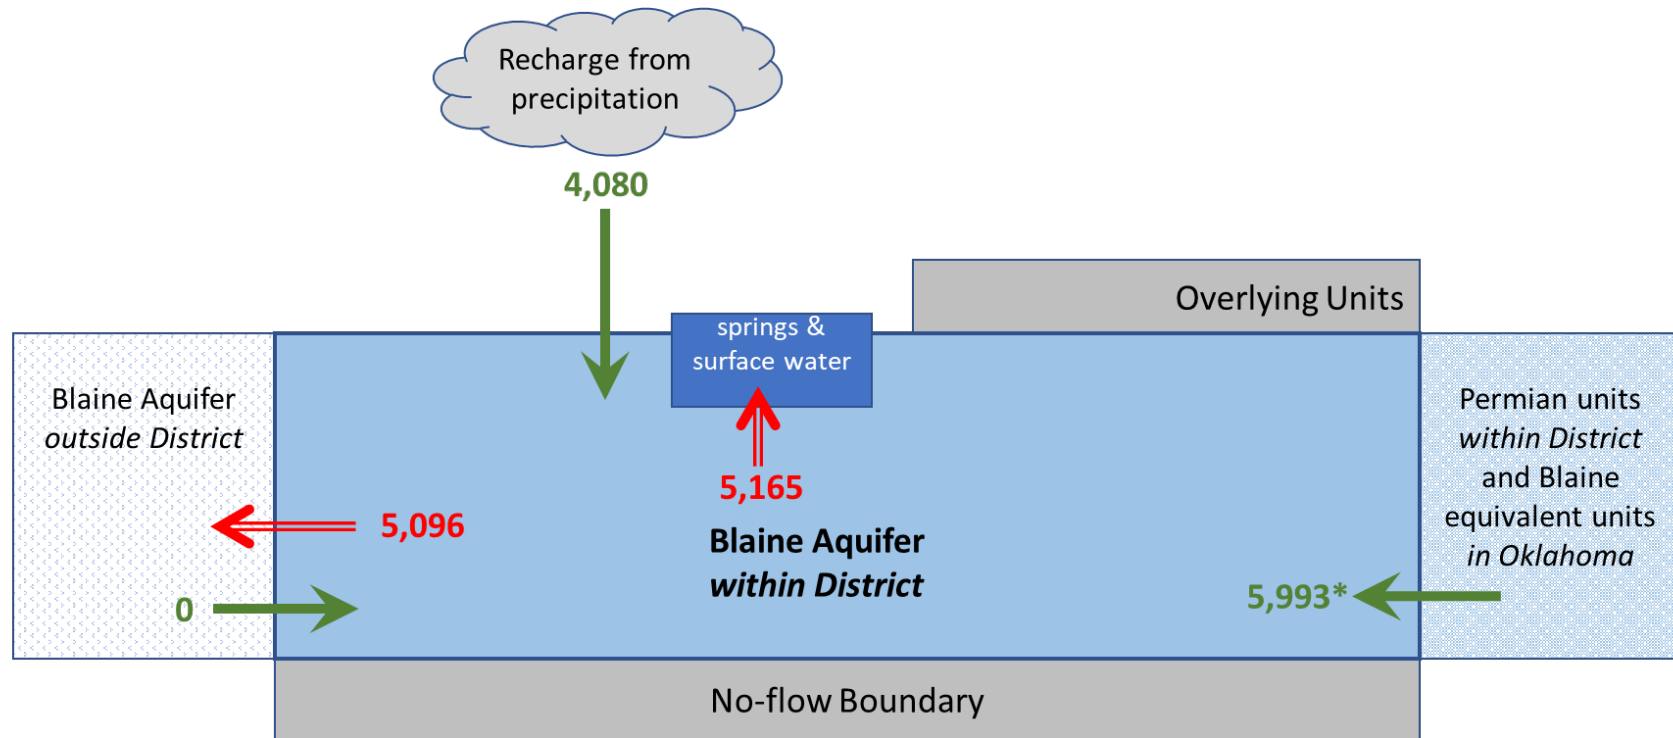 Recharge from
precipitation
4,080
Overlying Units
springs &
surface water
Blaine Aquifer
outside District
Permian units
within District
and Blaine
equivalent units
in Oklahoma
5,165
5,096
Blaine Aquifer
within District
0
5,993*
No-flow Boundary